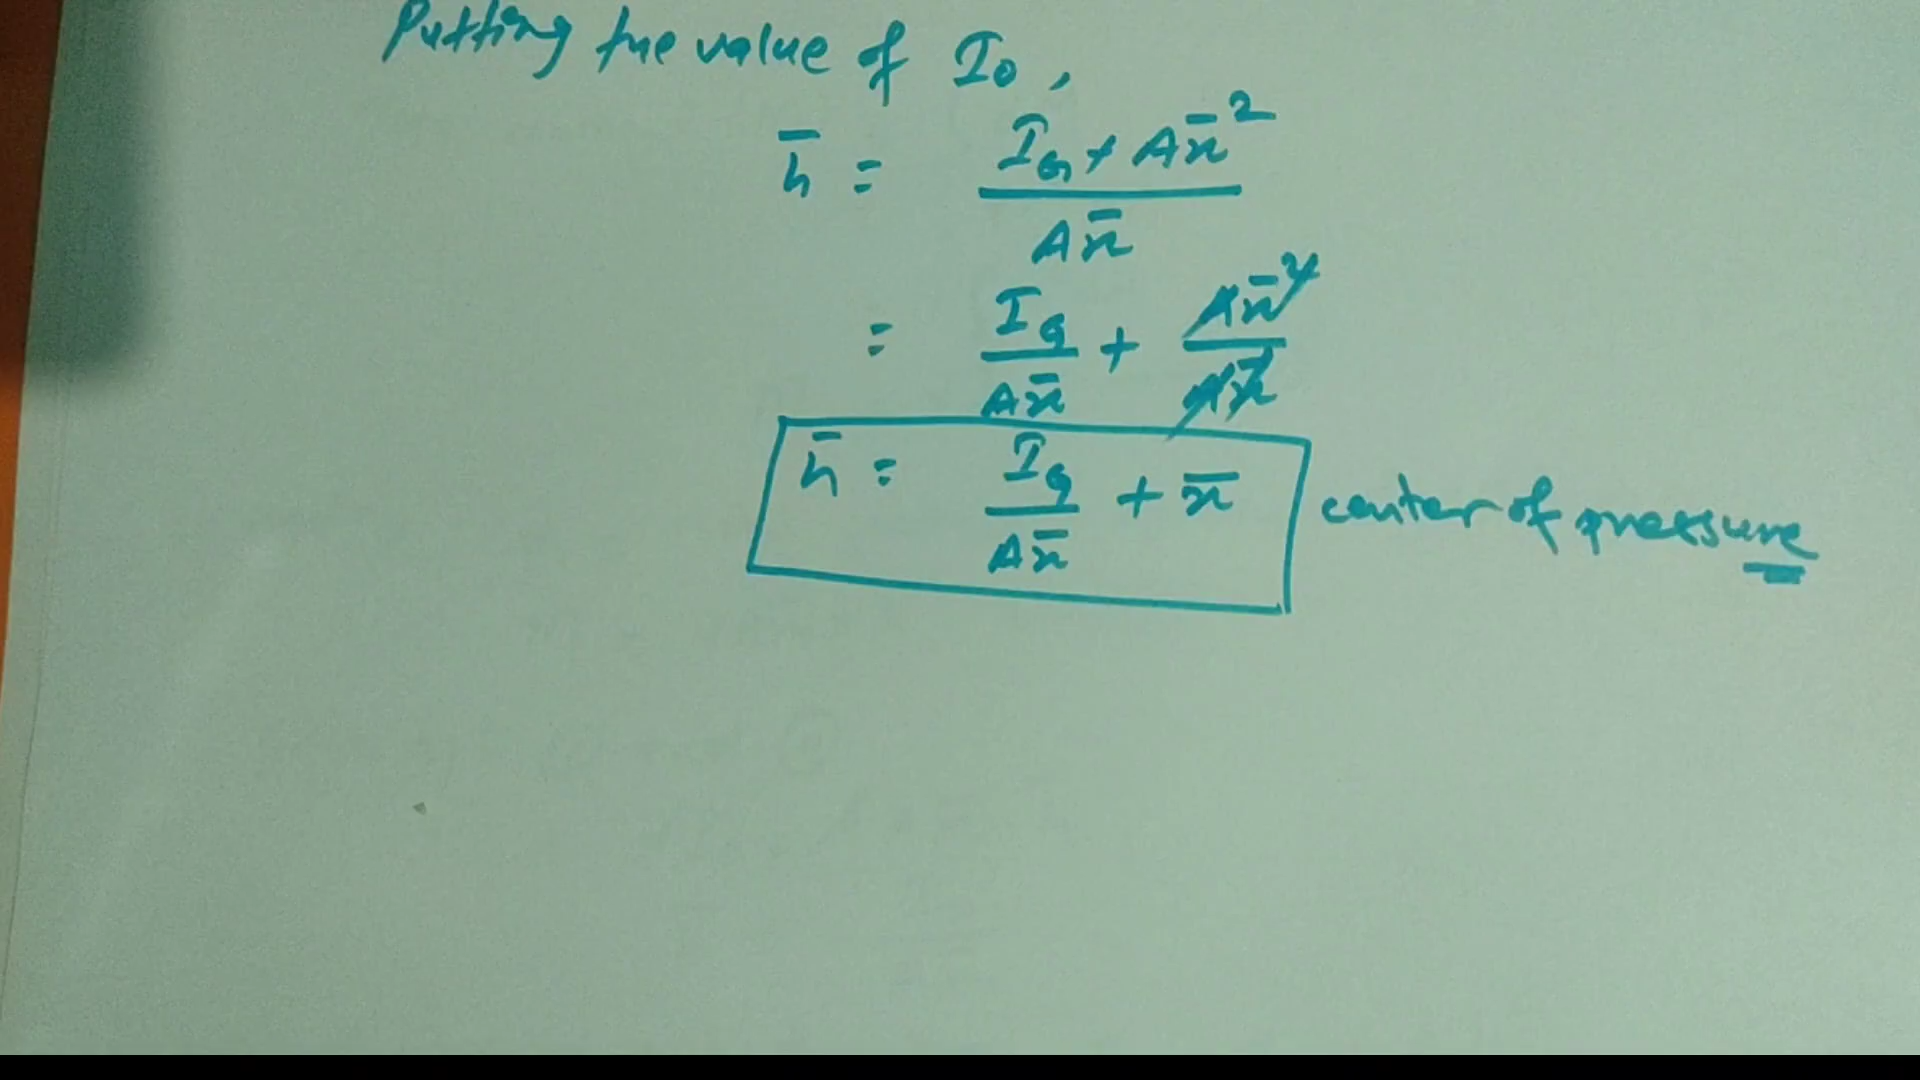 Putting the value of I₀,
h̄ = (I_G + Ax̄²) / Ax̄
= I_G / Ax̄ + Ax̄² / Ax̄
h̄ = I_G / Ax̄ + x̄ center of pressure